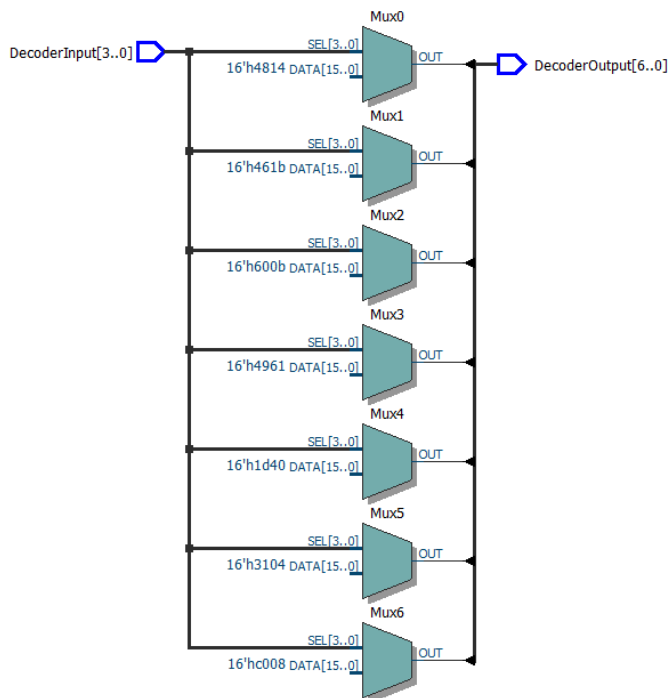 Mux0
DecoderInput[3..0]
SEL[3..0]
16'h4814 DATA[15..0]
OUT
DecoderOutput[6..0]
Mux1
SEL[3..0]
16'h461b DATA[15..0]
OUT
Mux2
SEL[3..0]
16'h600b DATA[15..0]
OUT
Mux3
SEL[3..0]
16'h4961 DATA[15..0]
OUT
Mux4
SEL[3..0]
16'h1d40 DATA[15..0]
OUT
Mux5
SEL[3..0]
16'h3104 DATA[15..0]
OUT
Mux6
SEL[3..0]
16'hc008 DATA[15..0]
OUT